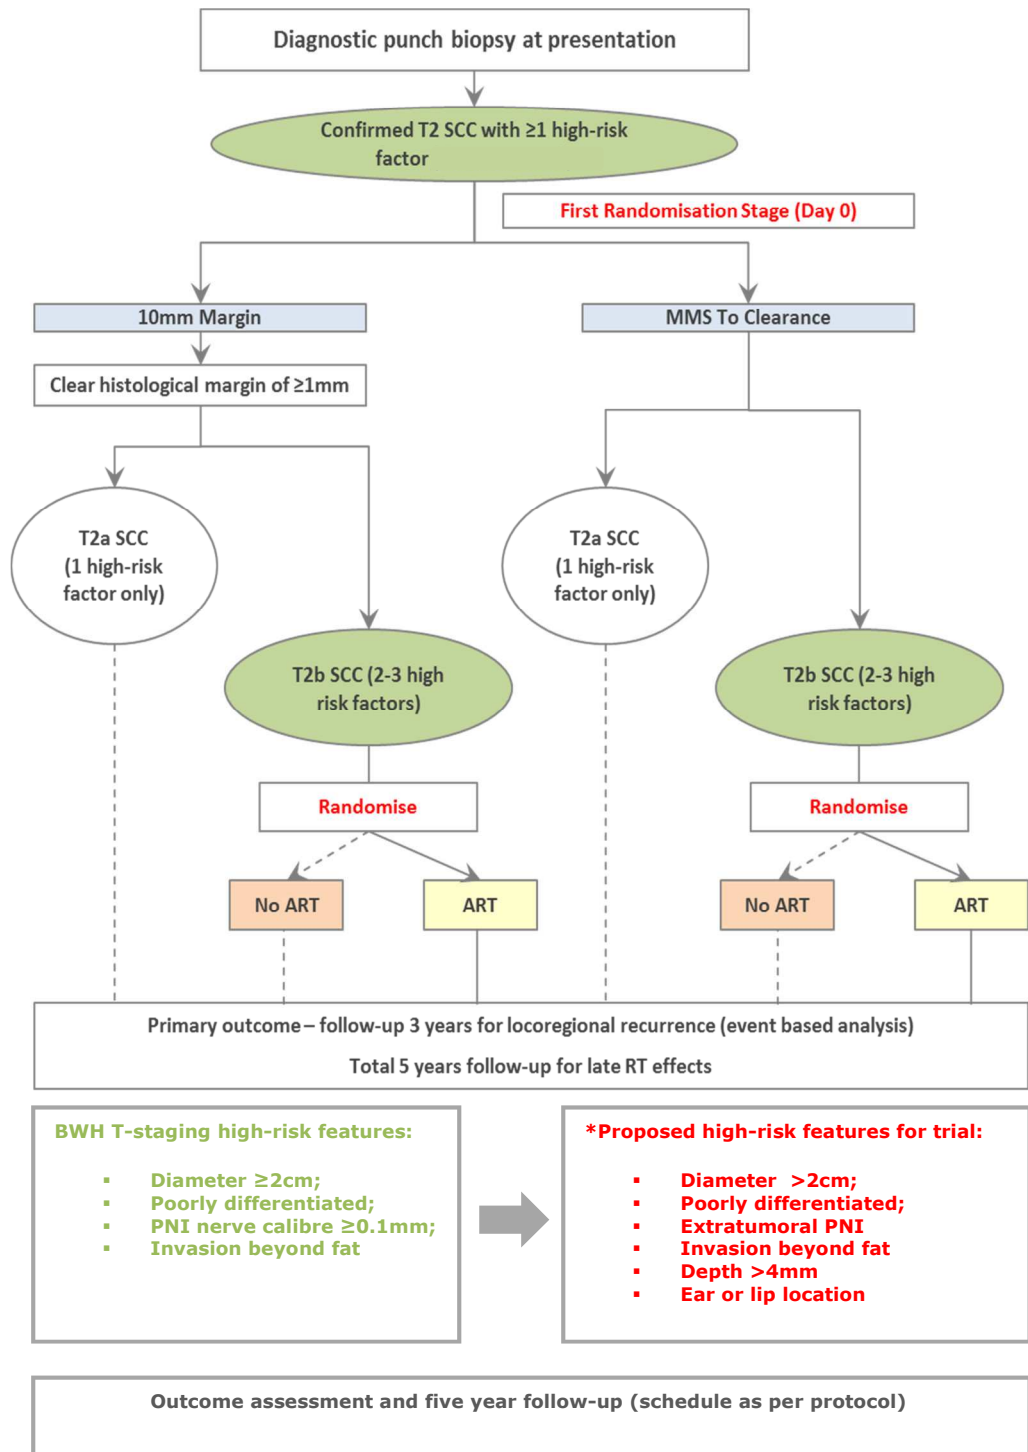 Diagnostic punch biopsy at presentation
Confirmed T2 SCC with ≥1 high-risk
factor
First Randomisation Stage (Day 0)
10mm Margin
MMS To Clearance
Clear histological margin of ≥1mm
T2a SCC
(1 high-risk
factor only)
T2a SCC
(1 high-risk
factor only)
T2b SCC (2-3 high
risk factors)
T2b SCC (2-3 high
risk factors)
Randomise
Randomise
No ART
ART
No ART
ART
Primary outcome – follow-up 3 years for locoregional recurrence (event based analysis)
Total 5 years follow-up for late RT effects
BWH T-staging high-risk features:
▪ Diameter ≥2cm;
▪ Poorly differentiated;
▪ PNI nerve calibre ≥0.1mm;
▪ Invasion beyond fat
*Proposed high-risk features for trial:
▪ Diameter >2cm;
▪ Poorly differentiated;
▪ Extratumoral PNI
▪ Invasion beyond fat
▪ Depth >4mm
▪ Ear or lip location
Outcome assessment and five year follow-up (schedule as per protocol)